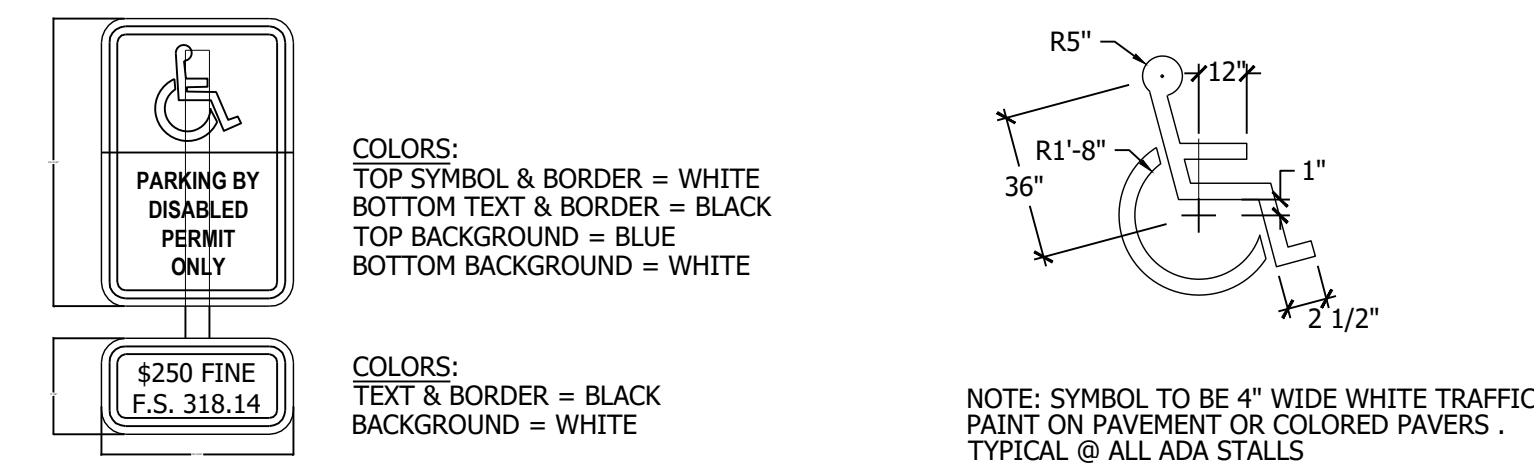 PARKING BY
DISABLED
PERMIT
ONLY
$250 FINE
F.S. 318.14
COLORS:
TOP SYMBOL & BORDER = WHITE
BOTTOM TEXT & BORDER = BLACK
TOP BACKGROUND = BLUE
BOTTOM BACKGROUND = WHITE
COLORS:
TEXT & BORDER = BLACK
BACKGROUND = WHITE
R5"
12"
R1'-8"
36"
1"
2 1/2"
NOTE: SYMBOL TO BE 4" WIDE WHITE TRAFFIC
PAINT ON PAVEMENT OR COLORED PAVERS .
TYPICAL @ ALL ADA STALLS